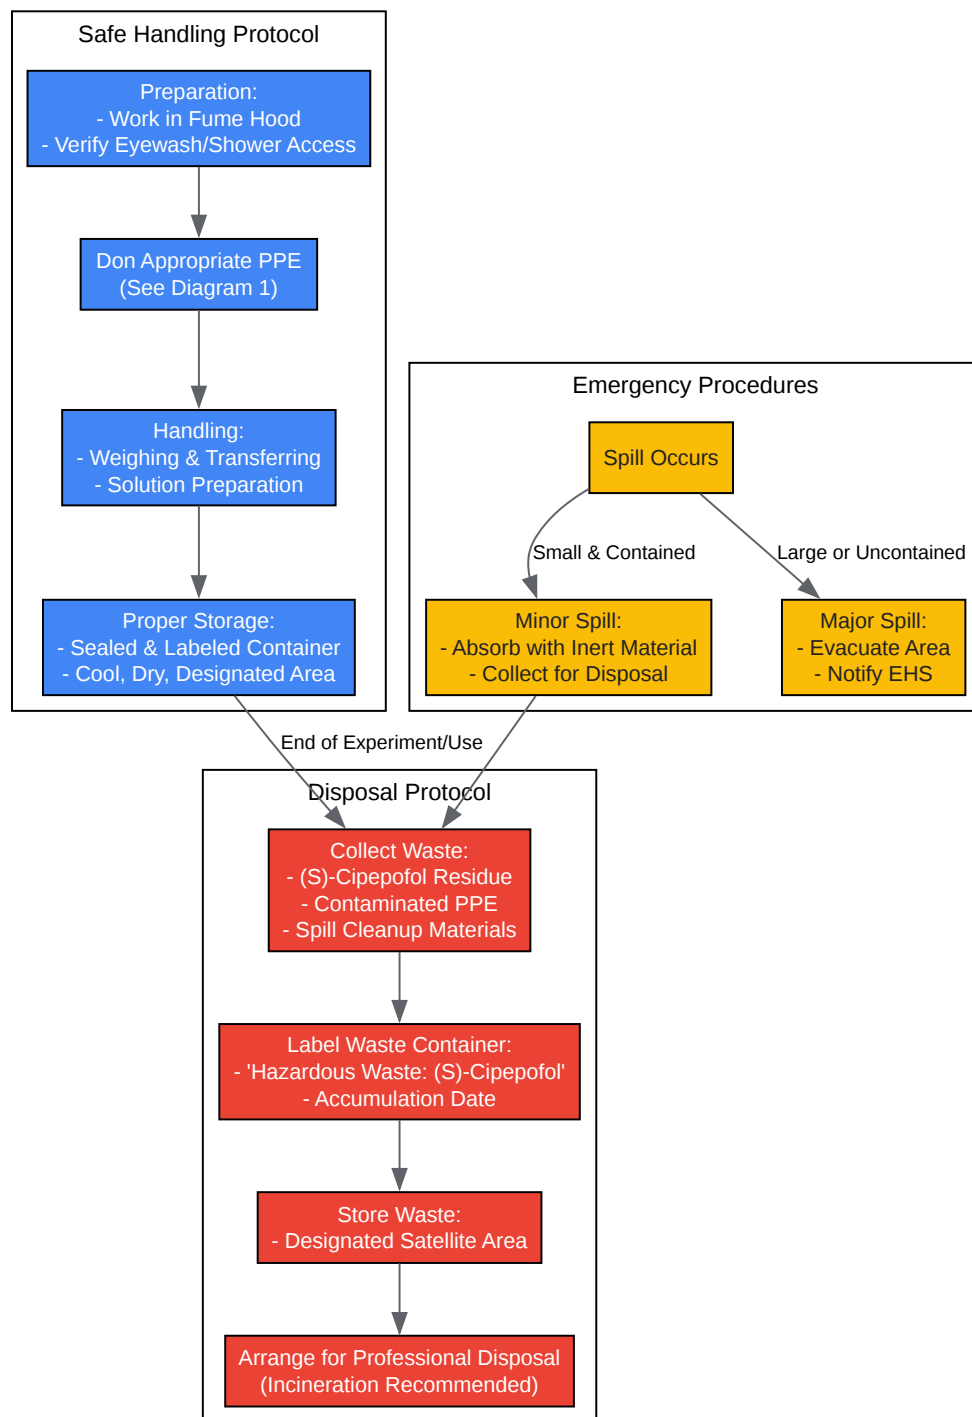 Safe Handling Protocol
Preparation:
- Work in Fume Hood
- Verify Eyewash/Shower Access
Don Appropriate PPE
(See Diagram 1)
Handling:
- Weighing & Transferring
- Solution Preparation
Proper Storage:
- Sealed & Labeled Container
- Cool, Dry, Designated Area
Emergency Procedures
Spill Occurs
Small & Contained
Large or Uncontained
Minor Spill:
- Absorb with Inert Material
- Collect for Disposal
Major Spill:
- Evacuate Area
- Notify EHS
End of Experiment/Use
Disposal Protocol
Collect Waste:
- (S)-Cipepofol Residue
- Contaminated PPE
- Spill Cleanup Materials
Label Waste Container:
- 'Hazardous Waste: (S)-Cipepofol'
- Accumulation Date
Store Waste:
- Designated Satellite Area
Arrange for Professional Disposal
(Incineration Recommended)